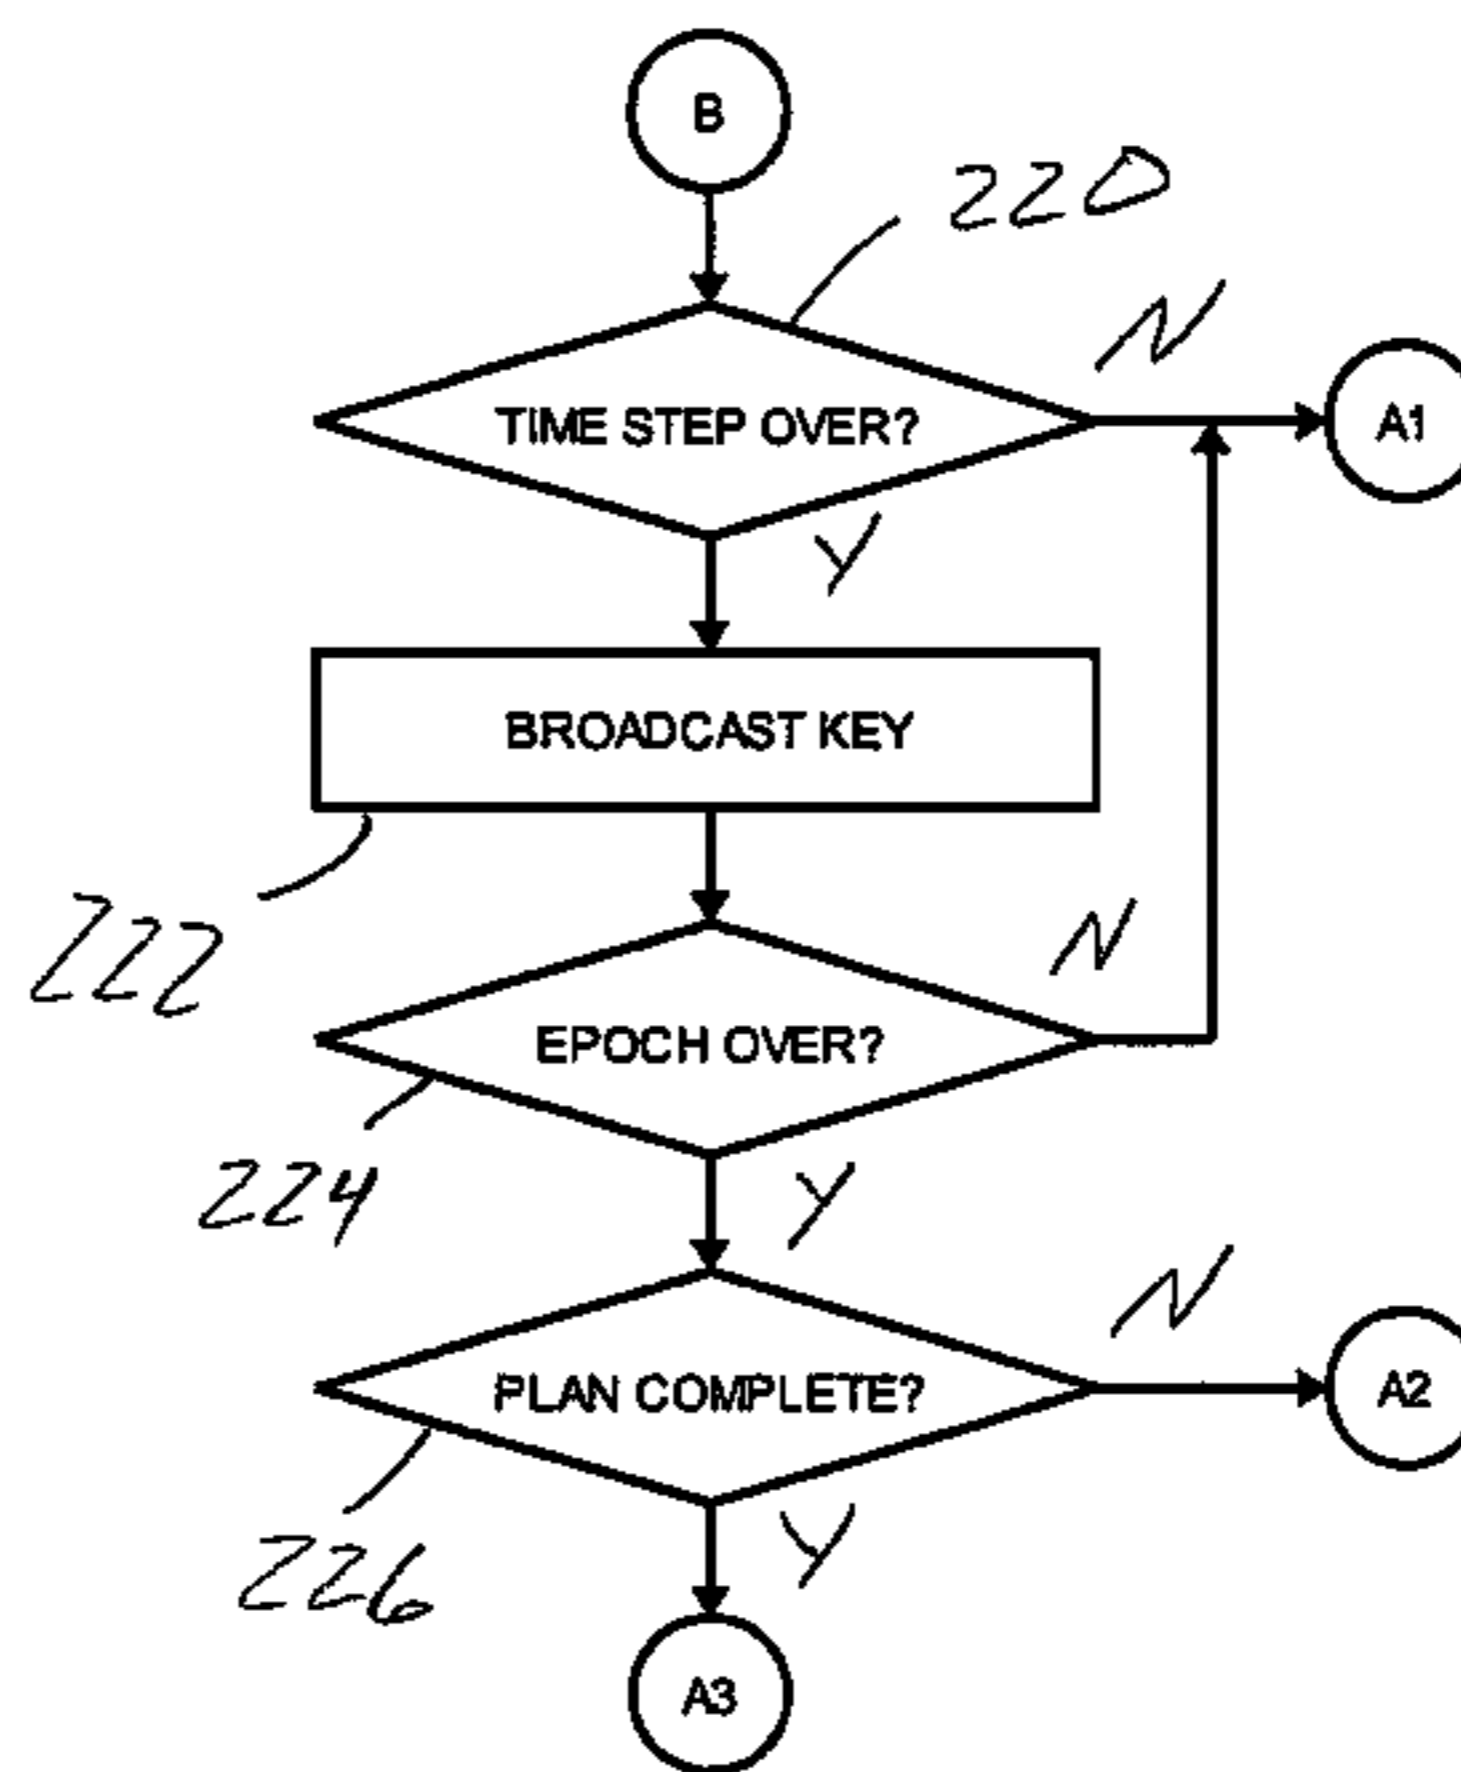 B
220
N
TIME STEP OVER?
A1
Y
BROADCAST KEY
222
N
EPOCH OVER?
224
Y
N
PLAN COMPLETE?
A2
226
Y
A3